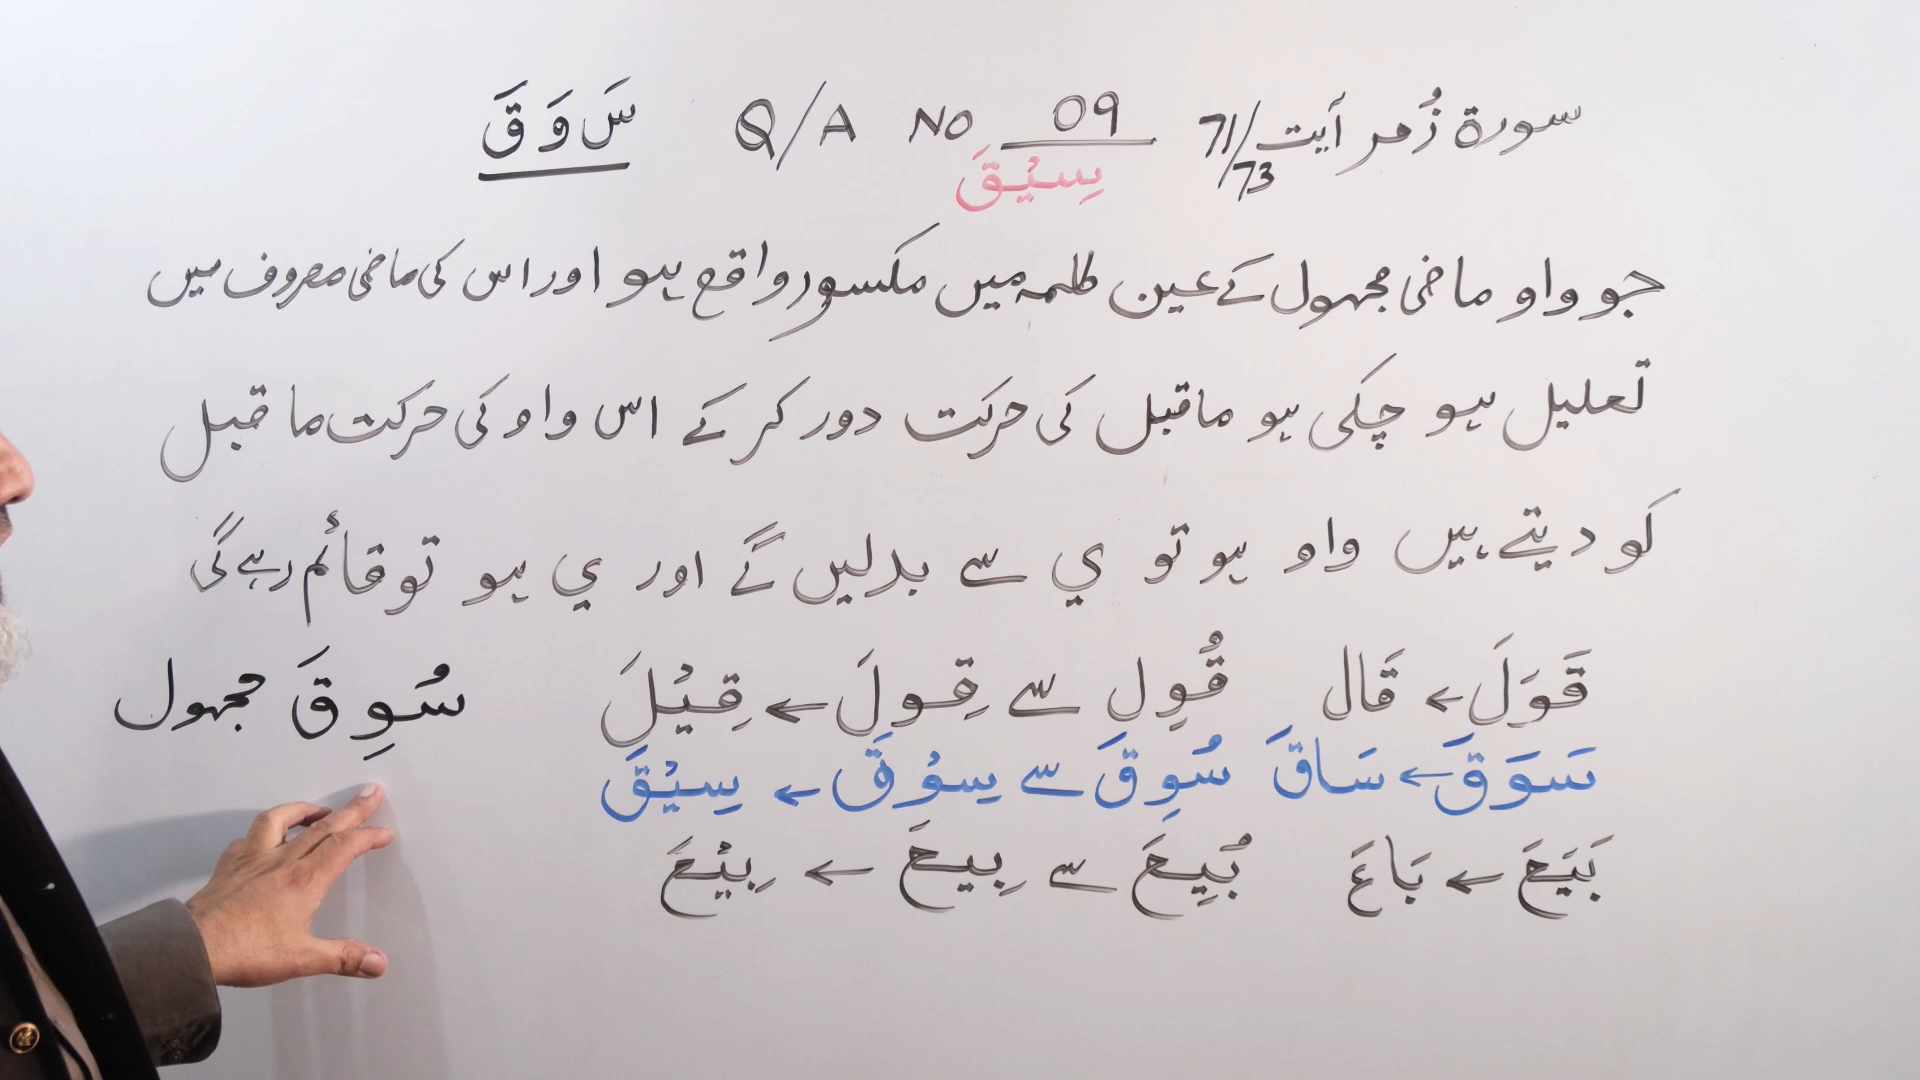 سورۃ زُمر آیت 71/73 Q/A No 09 سَ وَ قَ
سِیْقَ
جو واو ماضی مجہول کے عین کلمہ میں مکسور واقع ہو اور اس کی ماضی معروف میں
تعلیل ہو چکی ہو ماقبل کی حرکت دور کر کے اس واو کی حرکت ما قبل
کو دیتے ہیں واو ہو تو ي سے بدلیں گے اور ي ہو تو قائم رہے گی
قَوَلَ ← قَال قُوِل سے قِولَ ← قِیْلَ سُوِقَ مجہول
سَوَقَ ← سَاقَ سُوِقَ سے سِوْقَ ← سِیْقَ
بَیَعَ ← بَاعَ بُیِعَ سے بِیعَ ← بِیْعَ